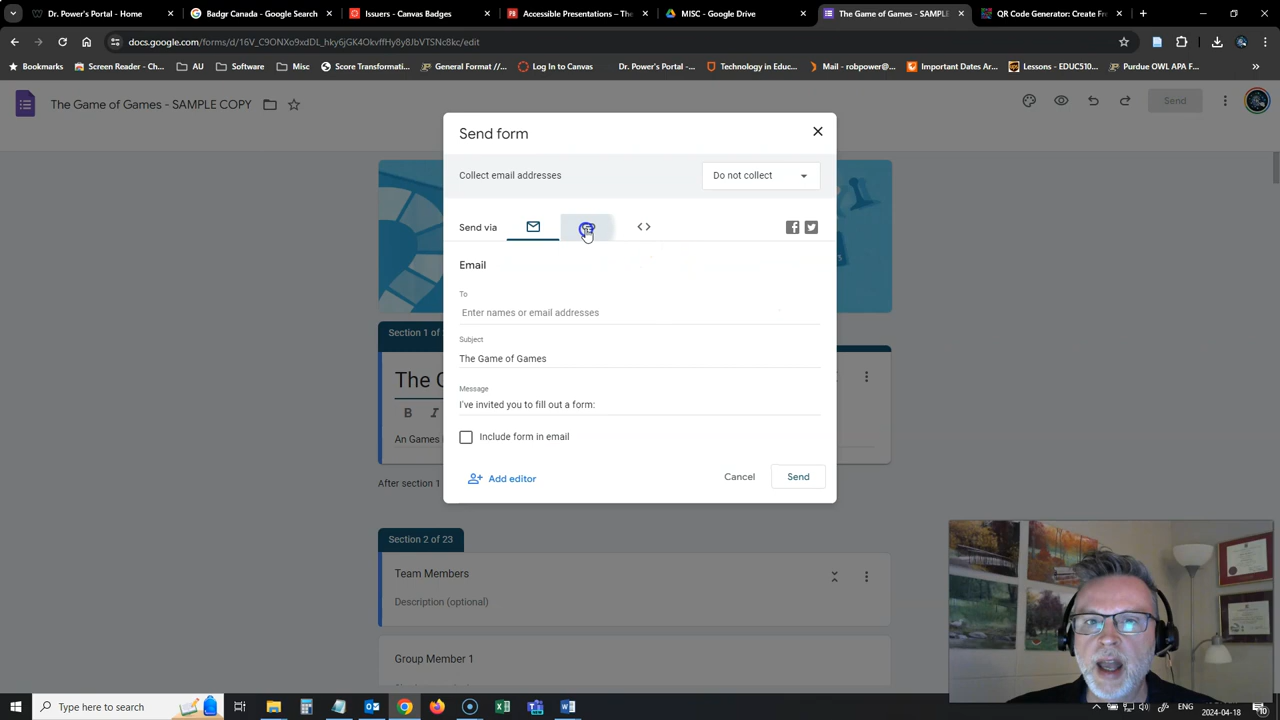 Dr. Power's Portal - Home
Badgr Canada - Google Search
Issuers - Canvas Badges
Accessible Presentations – The
MISC - Google Drive
The Game of Games - SAMPLE
QR Code Generator: Create Fre
docs.google.com/forms/d/16V_C9ONXo9xdDL_hky6jGK4OkvffHy8y8JbVTSNc8kc/edit
Bookmarks
Screen Reader - Ch...
AU
Software
Misc
Score Transformati...
General Format //...
Log In to Canvas
Dr. Power's Portal -...
Technology in Educ...
Mail - robpower@...
Important Dates Ar...
Lessons - EDUC510...
Purdue OWL APA F...
The Game of Games - SAMPLE COPY
Send
Send form
Collect email addresses
Do not collect
Send via
Email
To
Enter names or email addresses
Subject
The Game of Games
Message
I've invited you to fill out a form:
Include form in email
Add editor
Cancel
Send
Section 1 of
B I
An Games
After section 1
Section 2 of 23
Team Members
Description (optional)
Group Member 1
Type here to search
2024-04-18